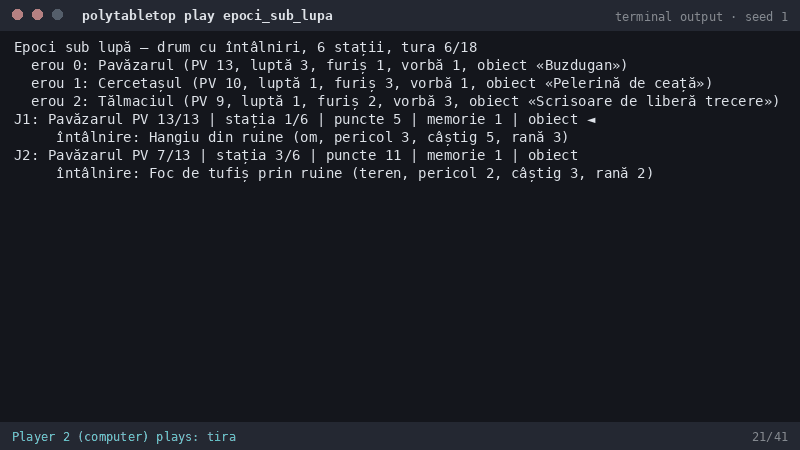 polytabletop play epoci_sub_lupa
terminal output · seed 1
Epoci sub lupă — drum cu întâlniri, 6 stații, tura 6/18
erou 0: Pavăzarul (PV 13, luptă 3, furiș 1, vorbă 1, obiect «Buzdugan»)
erou 1: Cercetașul (PV 10, luptă 1, furiș 3, vorbă 1, obiect «Pelerină de ceață»)
erou 2: Tălmaciul (PV 9, luptă 1, furiș 2, vorbă 3, obiect «Scrisoare de liberă trecere»)
J1: Pavăzarul PV 13/13 | stația 1/6 | puncte 5 | memorie 1 | obiect ◄
întâlnire: Hangiu din ruine (om, pericol 3, câștig 5, rană 3)
J2: Pavăzarul PV 7/13 | stația 3/6 | puncte 11 | memorie 1 | obiect
întâlnire: Foc de tufiș prin ruine (teren, pericol 2, câștig 3, rană 2)
Player 2 (computer) plays: tira
21/41